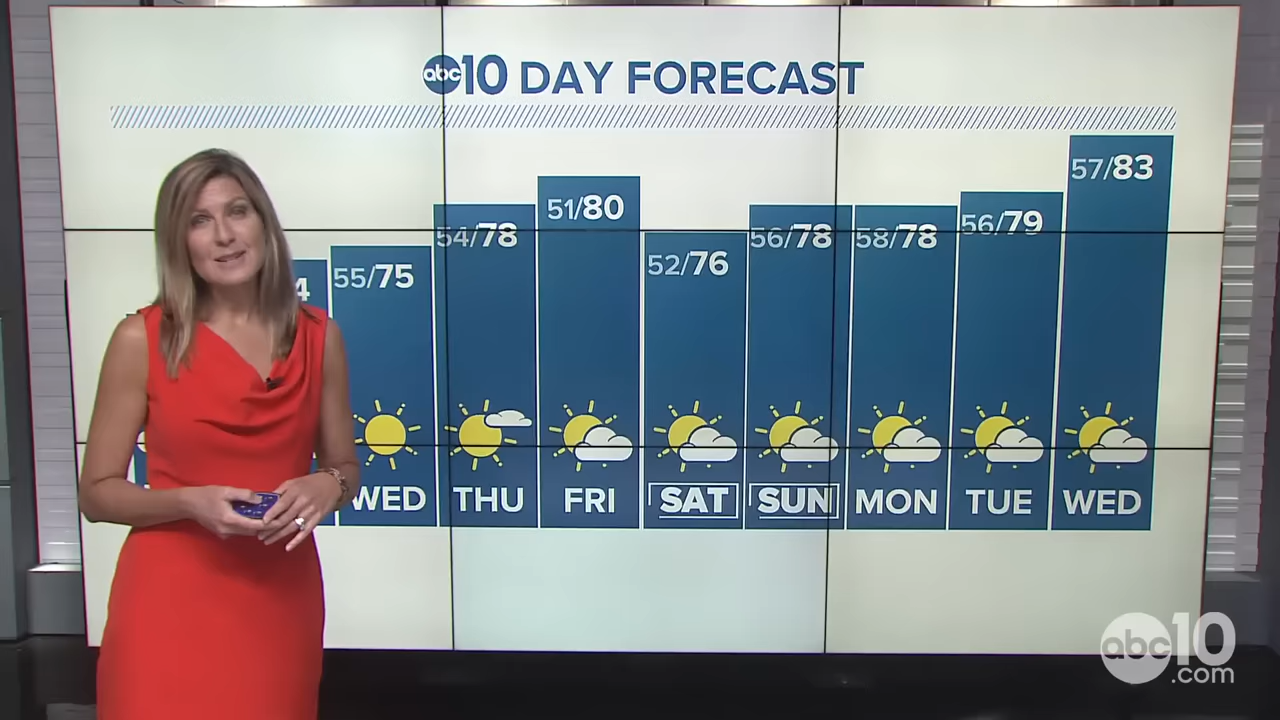 abc10 DAY FORECAST
4 55/75 54/78 51/80 52/76 56/78 58/78 56/79 57/83
WED THU FRI SAT SUN MON TUE WED
abc10
.com